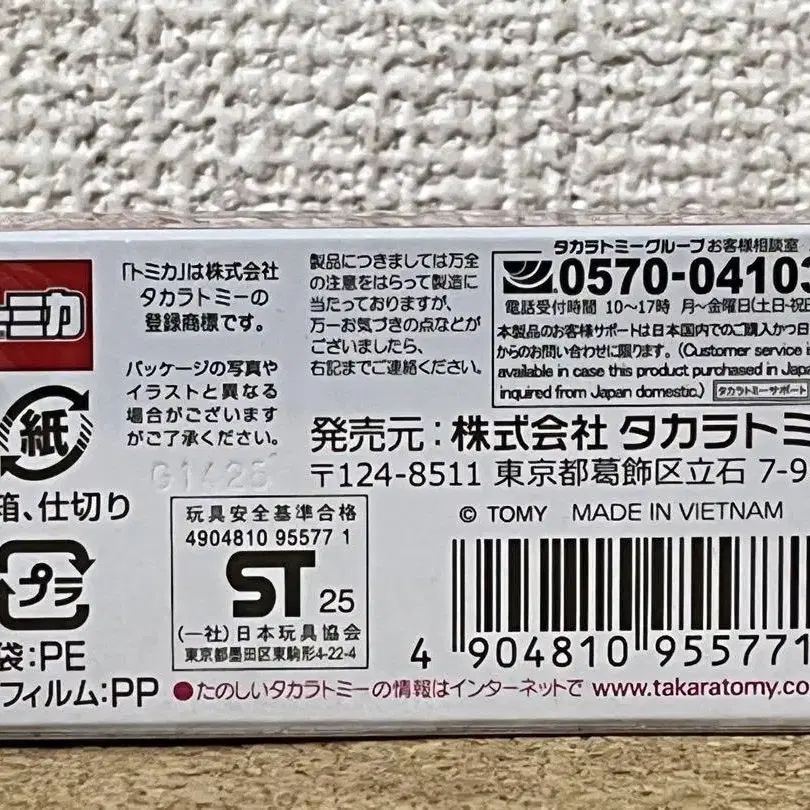 トミカ
「トミカ」は株式会社
タカラトミーの
登録商標です。
パッケージの写真や
イラストと異なる
場合がございます
がご了承ください。
製品につきましては万全
の注意をはらって製造に
当たっておりますが、
万一お気づきの点などが
ございましたら、
右記までご連絡ください。
タカラトミーグループお客様相談室
0570-04103
電話受付時間 10〜17時 月〜金曜日(土日・祝日
本製品のお客様サポートは日本国内でのご購入かつ日
からのお問い合わせに限ります。(Customer service i
available in case this product purchased in Japa
inquired from Japan domestic.) タカラトミーサポート
発売元:株式会社 タカラトミ
〒124-8511 東京都葛飾区立石 7-9
© TOMY MADE IN VIETNAM
紙
箱、仕切り
プラ
袋:PE
フィルム:PP
玩具安全基準合格
4904810 95577 1
ST 25
(一社)日本玩具協会
東京都墨田区東駒形4-22-4
4 904810 955771
●たのしいタカラトミーの情報はインターネットで www.takaratomy.co